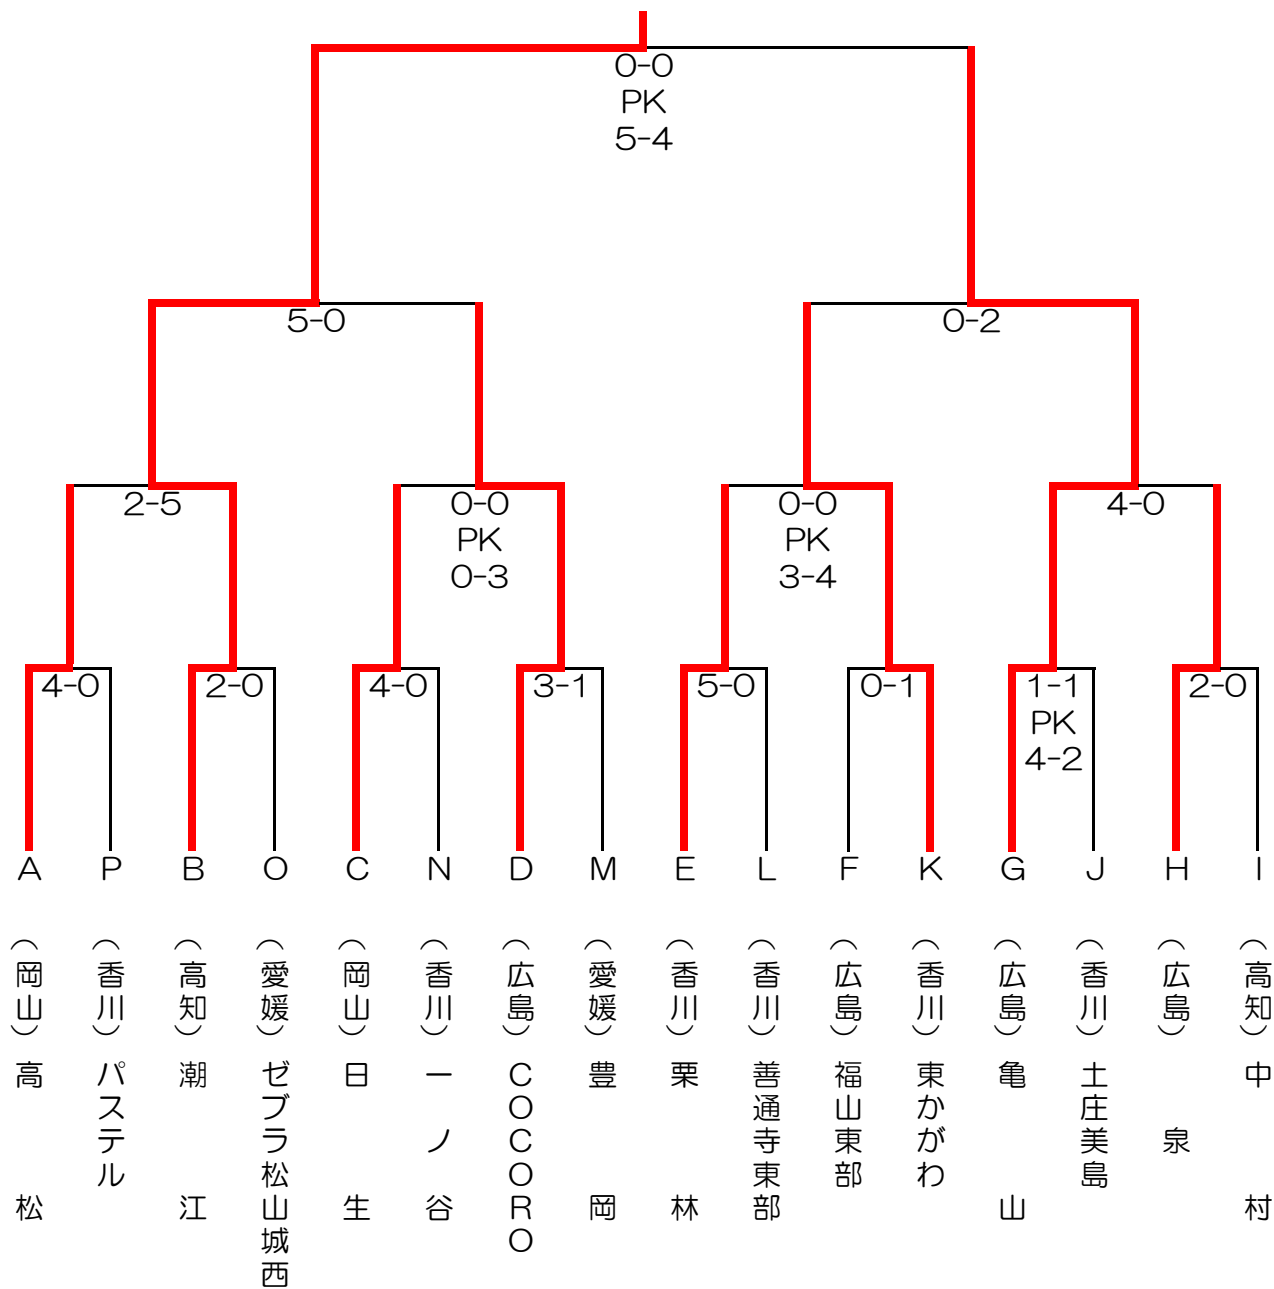 0-0
PK
5-4
5-0
0-2
2-5
0-0
PK
0-3
0-0
PK
3-4
4-0
4-0
2-0
4-0
3-1
5-0
0-1
1-1
PK
4-2
2-0
A
P
B
O
C
N
D
M
E
L
F
K
G
J
H
I
（岡山）高松
（香川）パステル
（高知）潮江
（愛媛）ゼブラ松山城西
（岡山）日生
（香川）一ノ谷
（広島）COCORO
（愛媛）豊岡
（香川）栗林
（香川）善通寺東部
（広島）福山東部
（香川）東かがわ
（広島）亀山
（香川）土庄美島
（広島）泉
（高知）中村